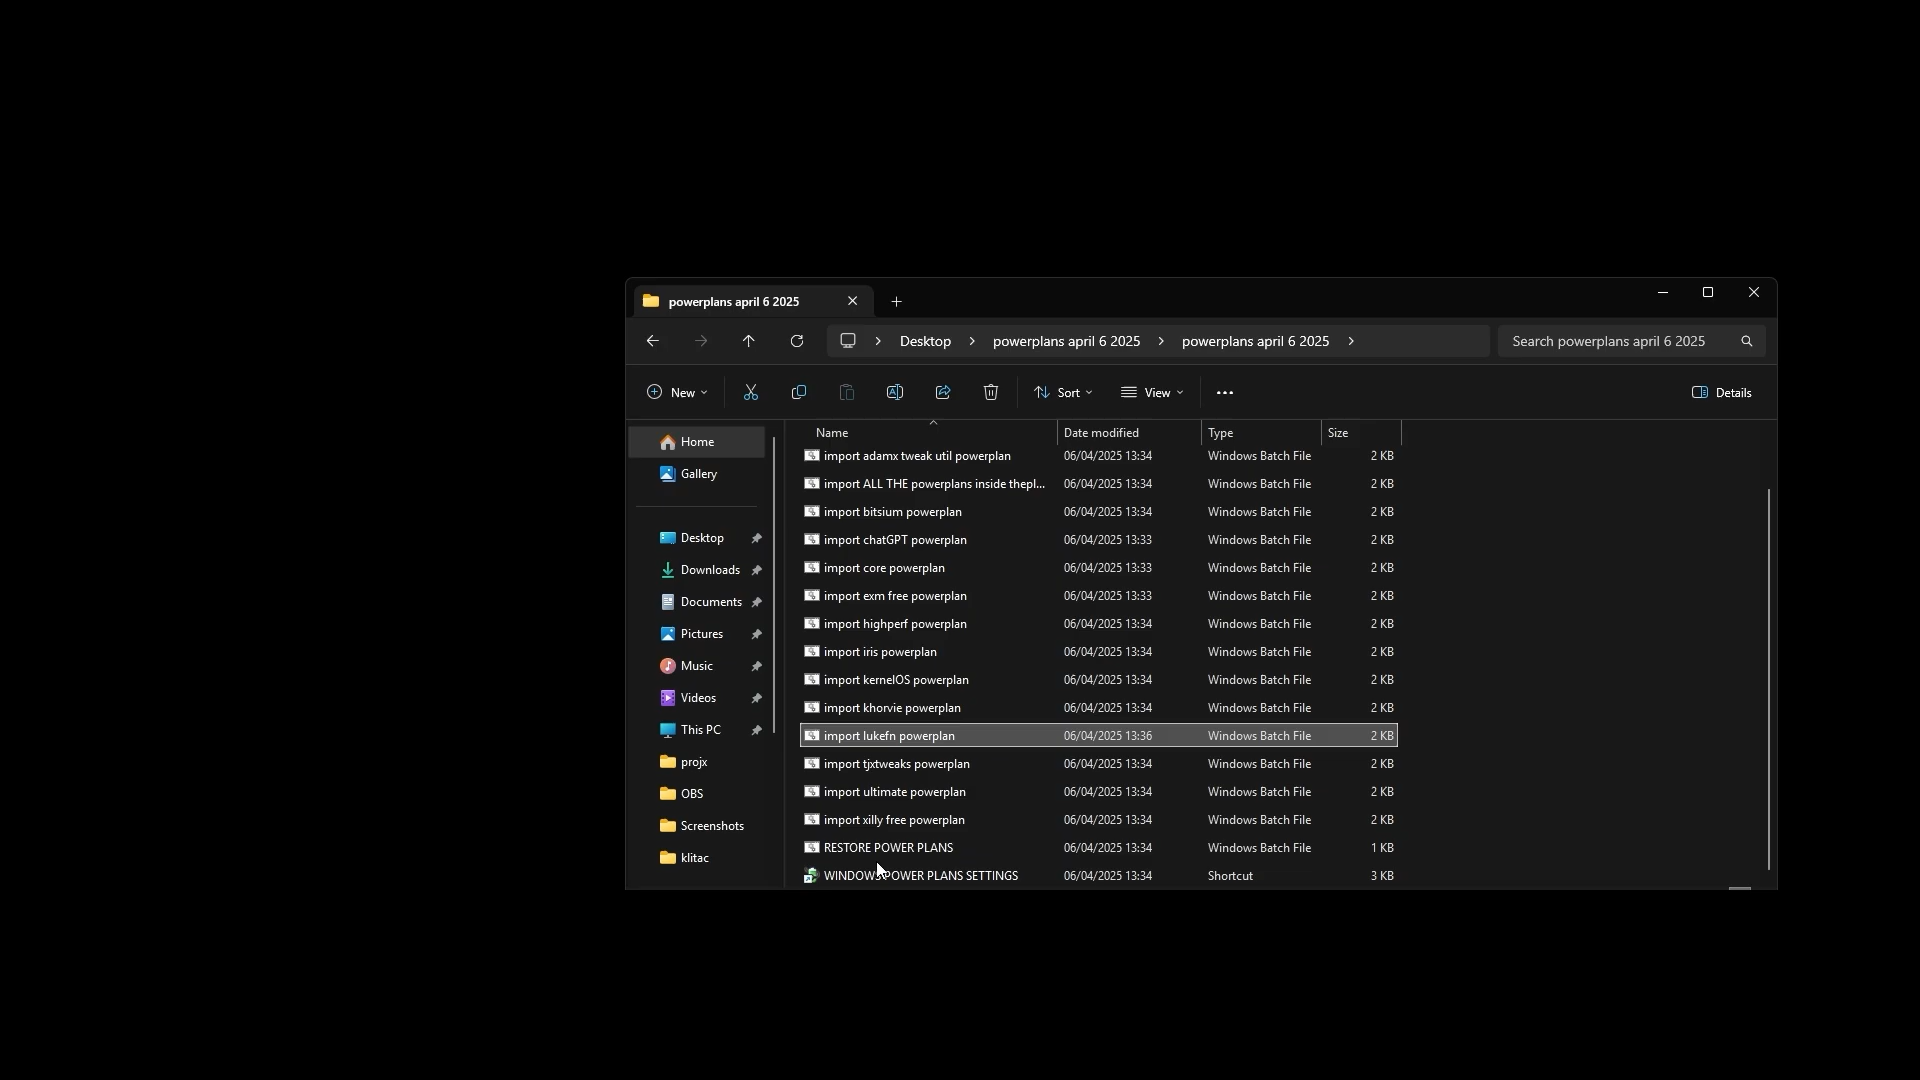 powerplans april 6 2025
Desktop > powerplans april 6 2025 > powerplans april 6 2025 >
Search powerplans april 6 2025
New
Sort
View
Details
Home
Gallery
Desktop
Downloads
Documents
Pictures
Music
Videos
This PC
projx
OBS
Screenshots
klitac
Name Date modified Type Size
import adamx tweak util powerplan 06/04/2025 13:34 Windows Batch File 2 KB
import ALL THE powerplans inside thepl... 06/04/2025 13:34 Windows Batch File 2 KB
import bitsium powerplan 06/04/2025 13:34 Windows Batch File 2 KB
import chatGPT powerplan 06/04/2025 13:33 Windows Batch File 2 KB
import core powerplan 06/04/2025 13:33 Windows Batch File 2 KB
import exm free powerplan 06/04/2025 13:33 Windows Batch File 2 KB
import highperf powerplan 06/04/2025 13:34 Windows Batch File 2 KB
import iris powerplan 06/04/2025 13:34 Windows Batch File 2 KB
import kernelOS powerplan 06/04/2025 13:34 Windows Batch File 2 KB
import khorvie powerplan 06/04/2025 13:34 Windows Batch File 2 KB
import lukefn powerplan 06/04/2025 13:36 Windows Batch File 2 KB
import tjxtweaks powerplan 06/04/2025 13:34 Windows Batch File 2 KB
import ultimate powerplan 06/04/2025 13:34 Windows Batch File 2 KB
import xilly free powerplan 06/04/2025 13:34 Windows Batch File 2 KB
RESTORE POWER PLANS 06/04/2025 13:34 Windows Batch File 1 KB
WINDOWS POWER PLANS SETTINGS 06/04/2025 13:34 Shortcut 3 KB